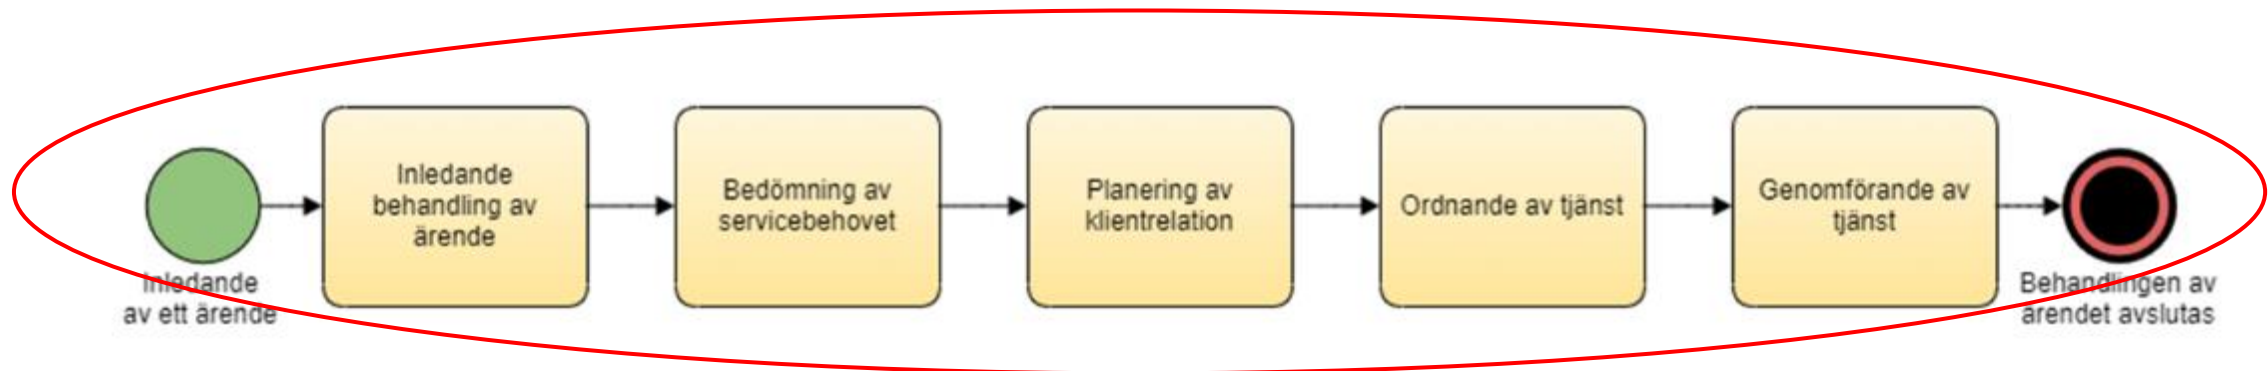 Inledande
av ett ärende
Inledande
behandling av
ärende
Bedömning av
servicebehovet
Planering av
klientrelation
Ordnande av tjänst
Genomförande av
tjänst
Behandlingen av
ärendet avslutas